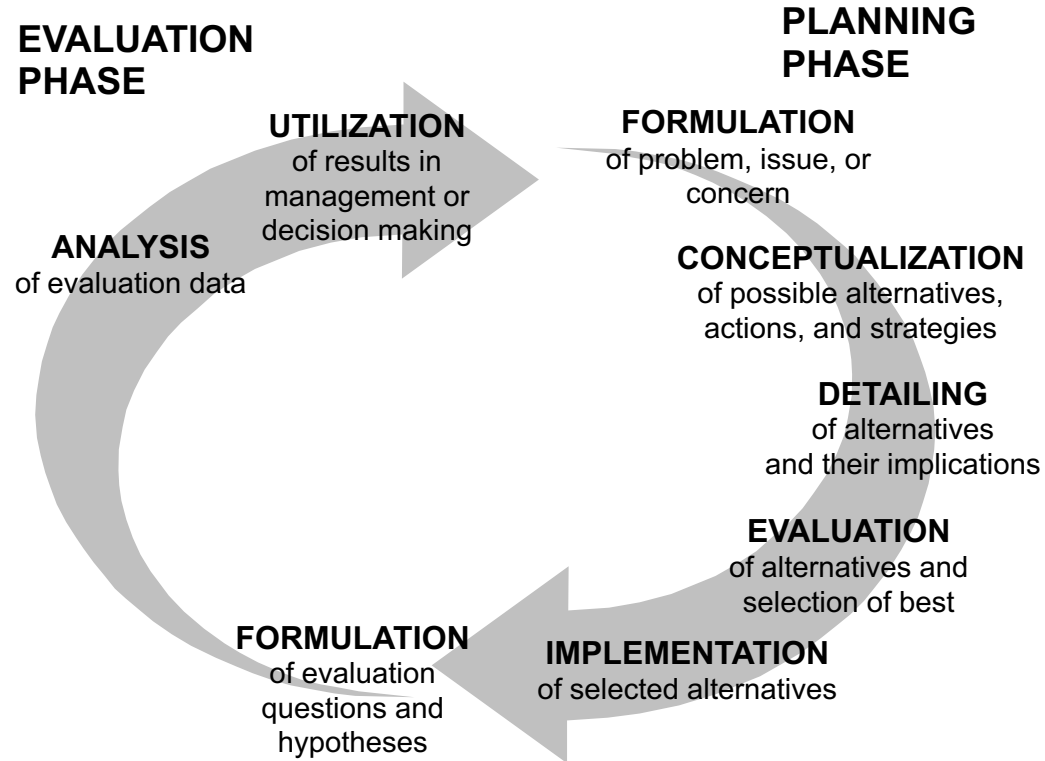 EVALUATION
PHASE
PLANNING
PHASE
FORMULATION
of problem, issue, or
concern
CONCEPTUALIZATION
of possible alternatives,
actions, and strategies
DETAILING
of alternatives
and their implications
EVALUATION
of alternatives and
selection of best
IMPLEMENTATION
of selected alternatives
FORMULATION
of evaluation
questions and
hypotheses
ANALYSIS
of evaluation data
UTILIZATION
of results in
management or
decision making